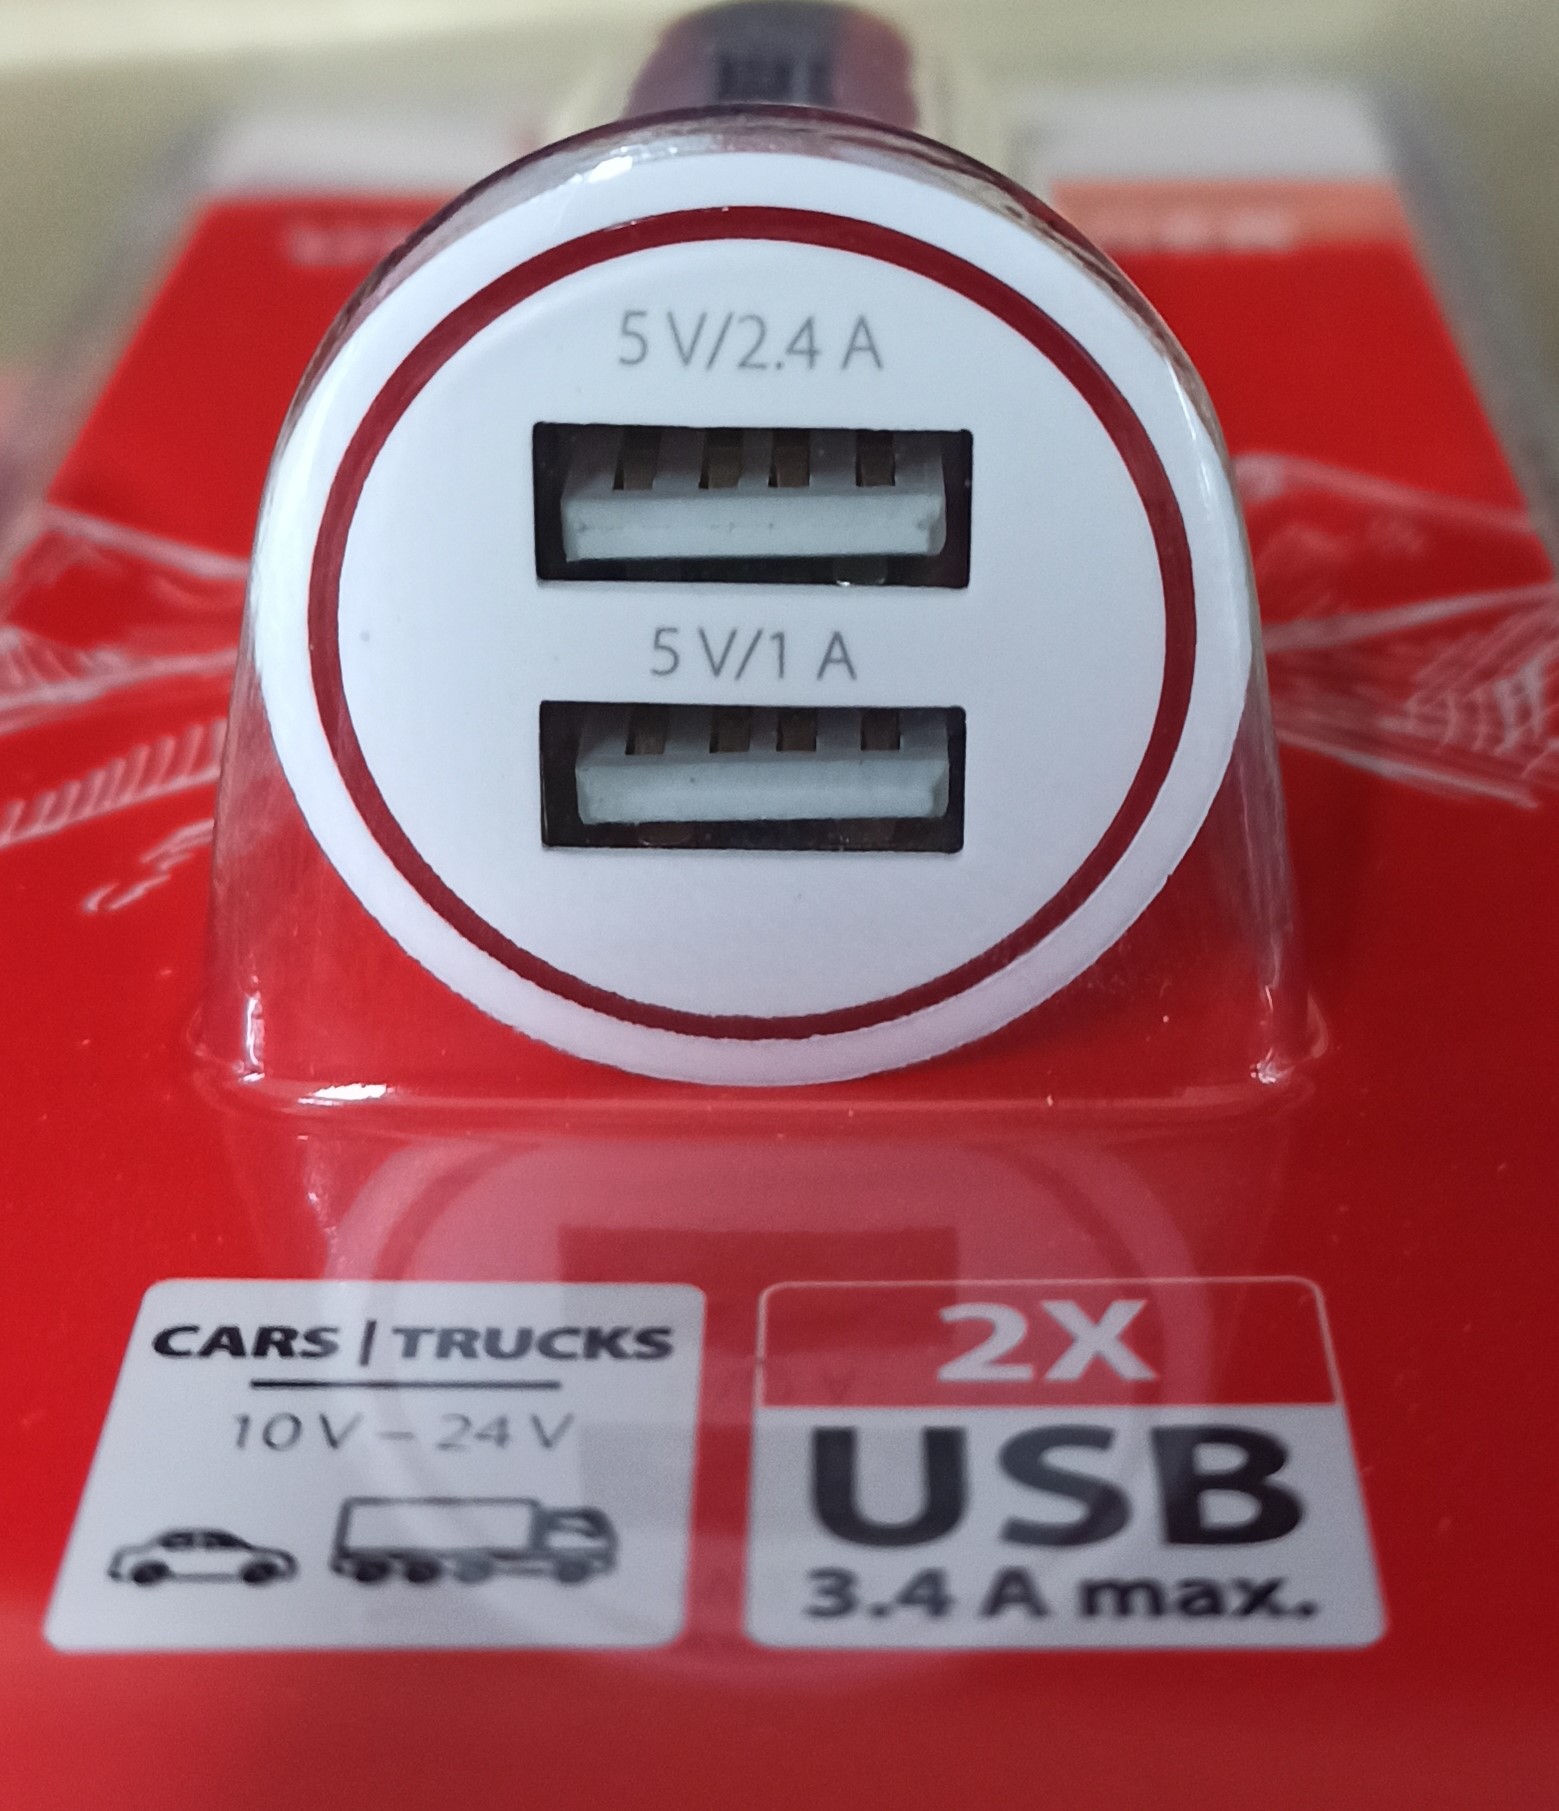 5 V/2.4 A
5 V/1 A
CARS | TRUCKS
10 V – 24 V
2X
USB
3.4 A max.